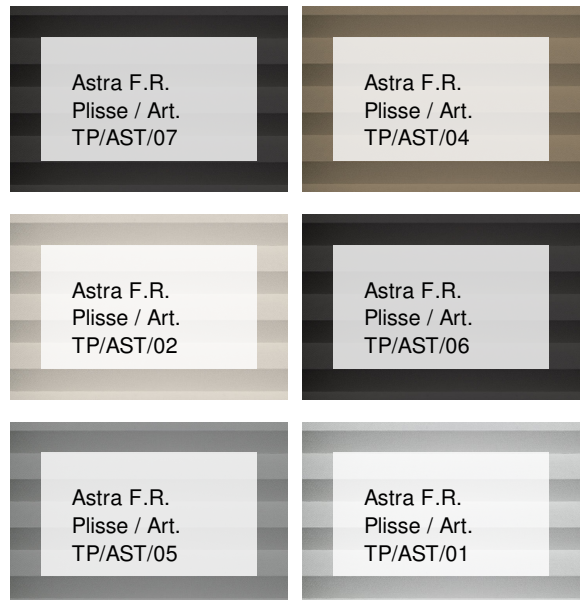 Astra F.R.
Plisse / Art.
TP/AST/07
Astra F.R.
Plisse / Art.
TP/AST/04
Astra F.R.
Plisse / Art.
TP/AST/02
Astra F.R.
Plisse / Art.
TP/AST/06
Astra F.R.
Plisse / Art.
TP/AST/05
Astra F.R.
Plisse / Art.
TP/AST/01